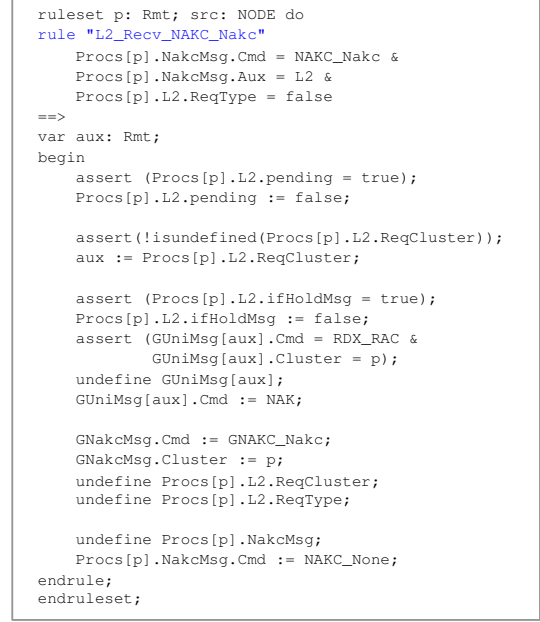 ruleset p: Rmt; src: NODE do
rule "L2_Recv_NAKC_Nakc"
    Procs[p].NakcMsg.Cmd = NAKC_Nakc &
    Procs[p].NakcMsg.Aux = L2 &
    Procs[p].L2.ReqType = false
==>
var aux: Rmt;
begin
    assert (Procs[p].L2.pending = true);
    Procs[p].L2.pending := false;

    assert(!isundefined(Procs[p].L2.ReqCluster));
    aux := Procs[p].L2.ReqCluster;

    assert (Procs[p].L2.ifHoldMsg = true);
    Procs[p].L2.ifHoldMsg := false;
    assert (GUniMsg[aux].Cmd = RDX_RAC &
            GUniMsg[aux].Cluster = p);
    undefine GUniMsg[aux];
    GUniMsg[aux].Cmd := NAK;

    GNakcMsg.Cmd := GNAKC_Nakc;
    GNakcMsg.Cluster := p;
    undefine Procs[p].L2.ReqCluster;
    undefine Procs[p].L2.ReqType;

    undefine Procs[p].NakcMsg;
    Procs[p].NakcMsg.Cmd := NAKC_None;
endrule;
endruleset;